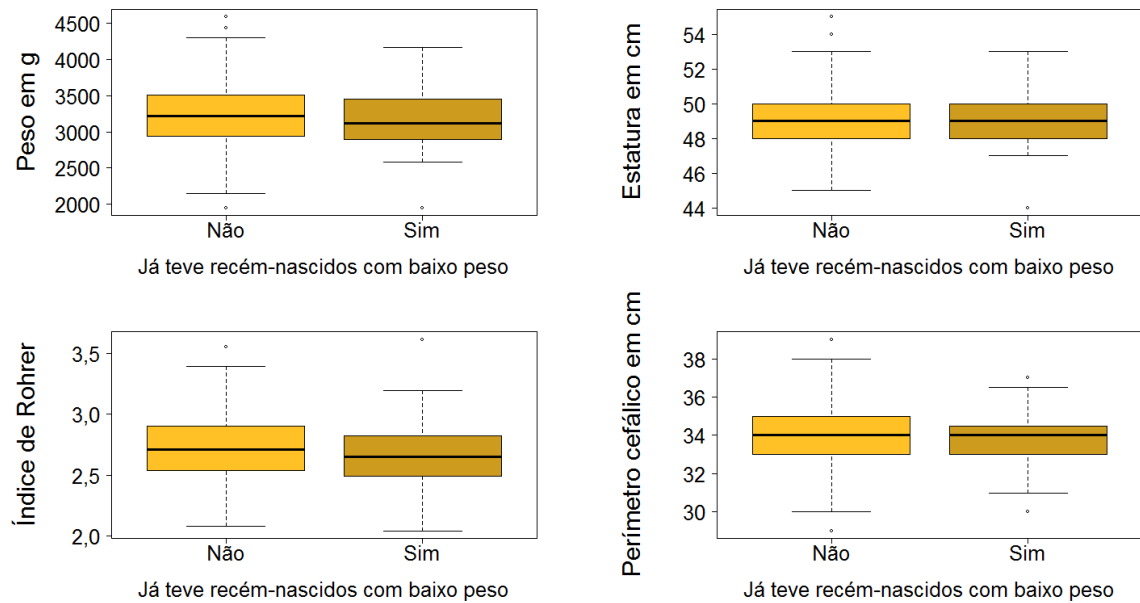 Peso em g
4500
4000
3500
3000
2500
2000
Não Sim
Já teve recém-nascidos com baixo peso
Estatura em cm
54
52
50
48
46
44
Não Sim
Já teve recém-nascidos com baixo peso
Índice de Rohrer
3,5
3,0
2,5
2,0
Não Sim
Já teve recém-nascidos com baixo peso
Perímetro cefálico em cm
38
36
34
32
30
Não Sim
Já teve recém-nascidos com baixo peso